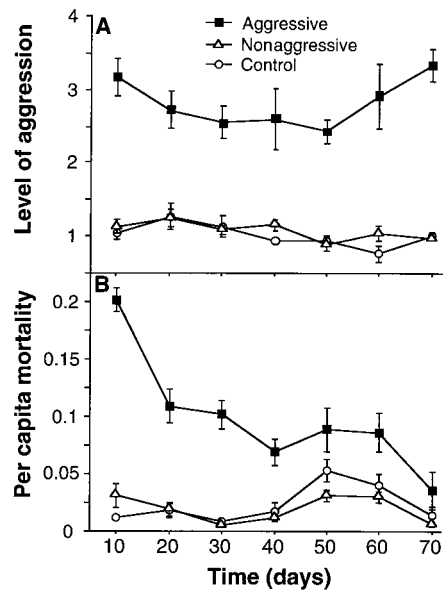 A
Aggressive
Nonaggressive
Control
4
3
2
1
Level of aggression
B
0.2
0.15
0.1
0.05
0
Per capita mortality
10 20 30 40 50 60 70
Time (days)